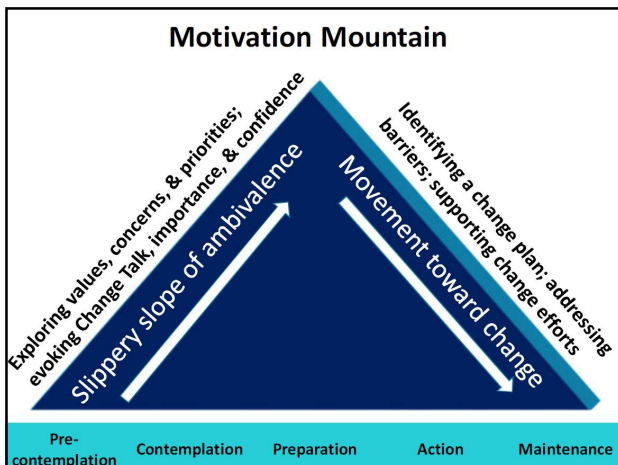 Motivation Mountain
Exploring values, concerns, & priorities;
evoking Change Talk, importance, & confidence
Slippery slope of ambivalence
Movement toward change
Identifying a change plan; addressing
barriers; supporting change efforts
Pre-
contemplation
Contemplation
Preparation
Action
Maintenance